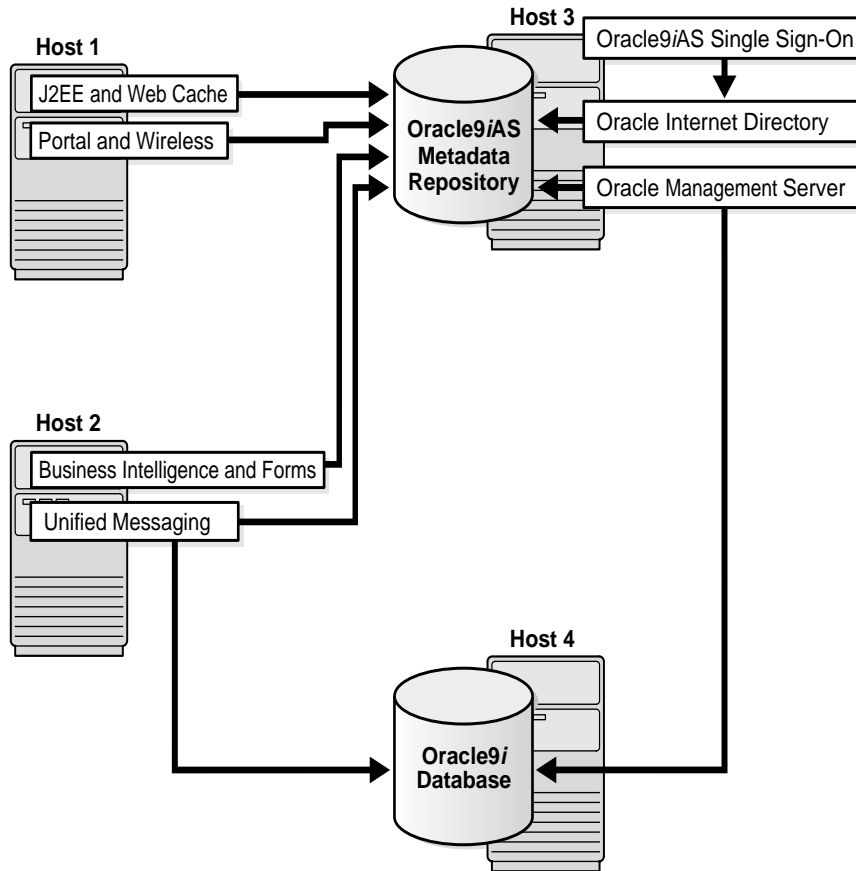 Host 1
J2EE and Web Cache
Portal and Wireless
Host 3
Oracle9iAS Single Sign-On
Oracle9iAS
Metadata
Repository
Oracle Internet Directory
Oracle Management Server
Host 2
Business Intelligence and Forms
Unified Messaging
Host 4
Oracle9i
Database